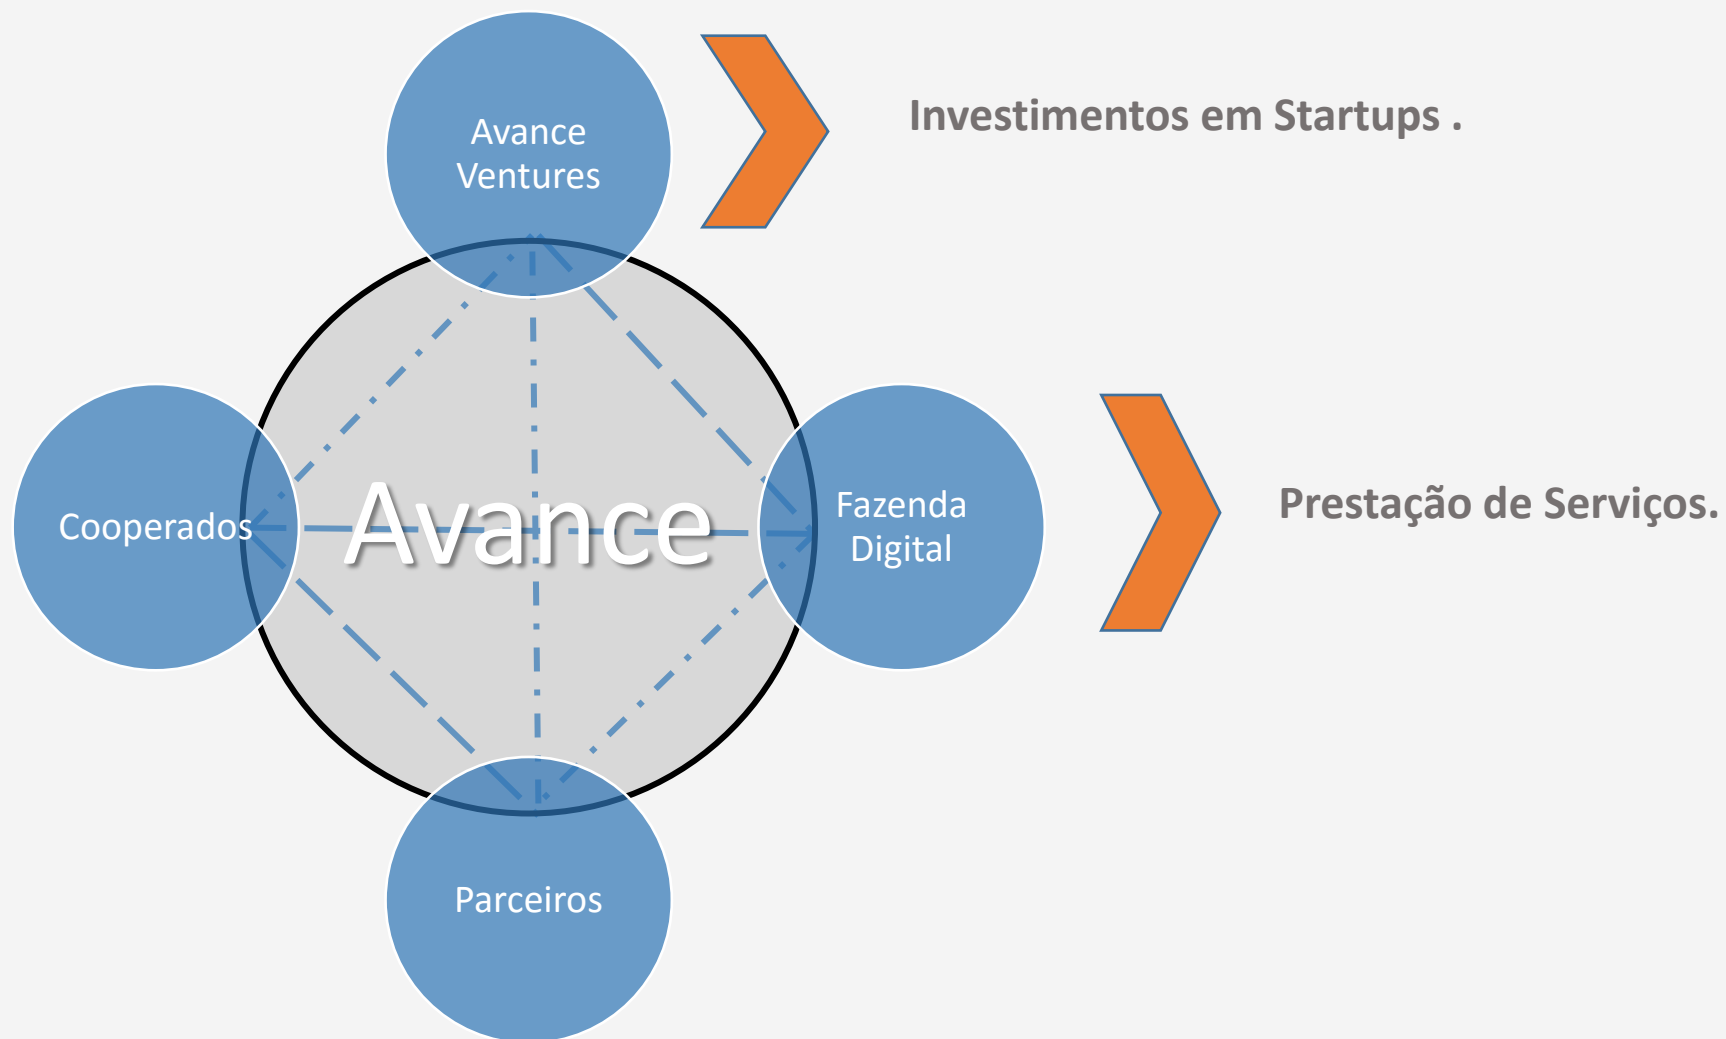 Avance
Ventures
Investimentos em Startups .
Cooperados
Avance
Fazenda
Digital
Prestação de Serviços.
Parceiros